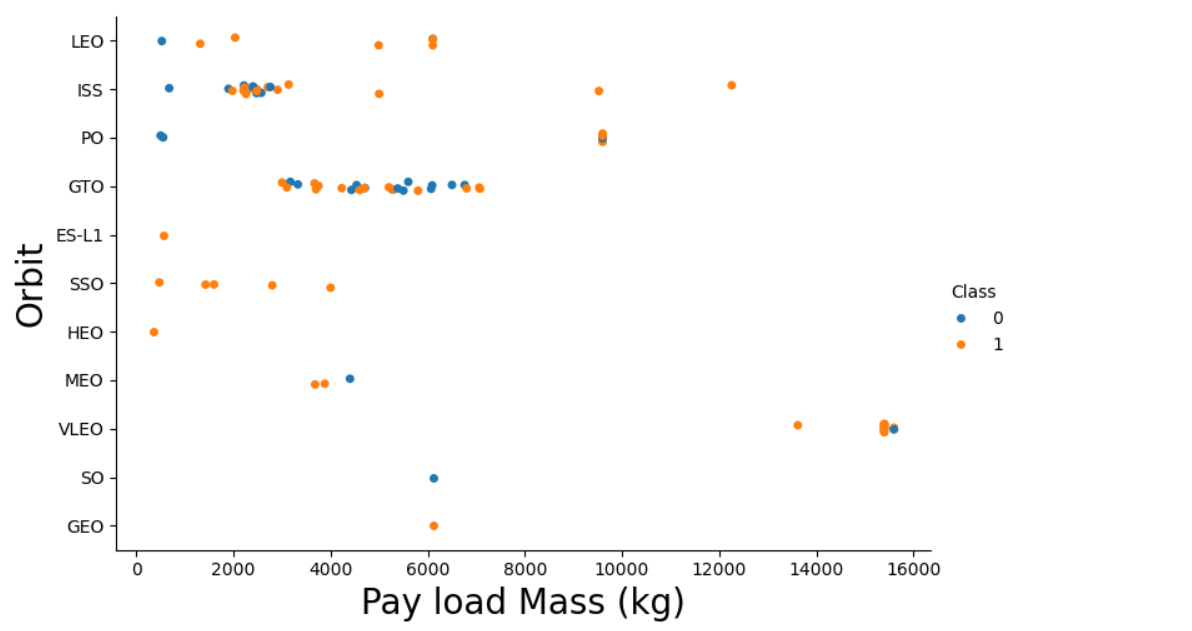 LEO
ISS
PO
GTO
ES-L1
SSO
HEO
MEO
VLEO
SO
GEO
Orbit
0 2000 4000 6000 8000 10000 12000 14000 16000
Pay load Mass (kg)
Class
0
1